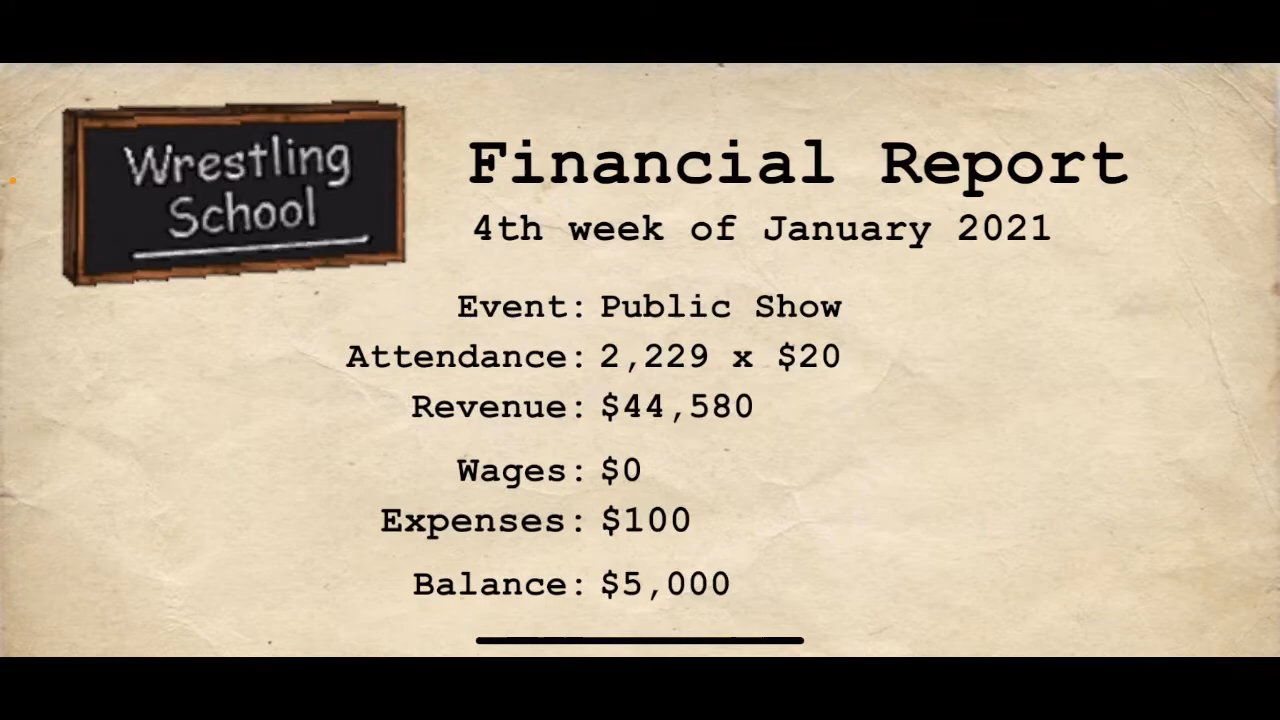 Wrestling
School
Financial Report
4th week of January 2021
Event: Public Show
Attendance: 2,229 x $20
Revenue: $44,580
Wages: $0
Expenses: $100
Balance: $5,000